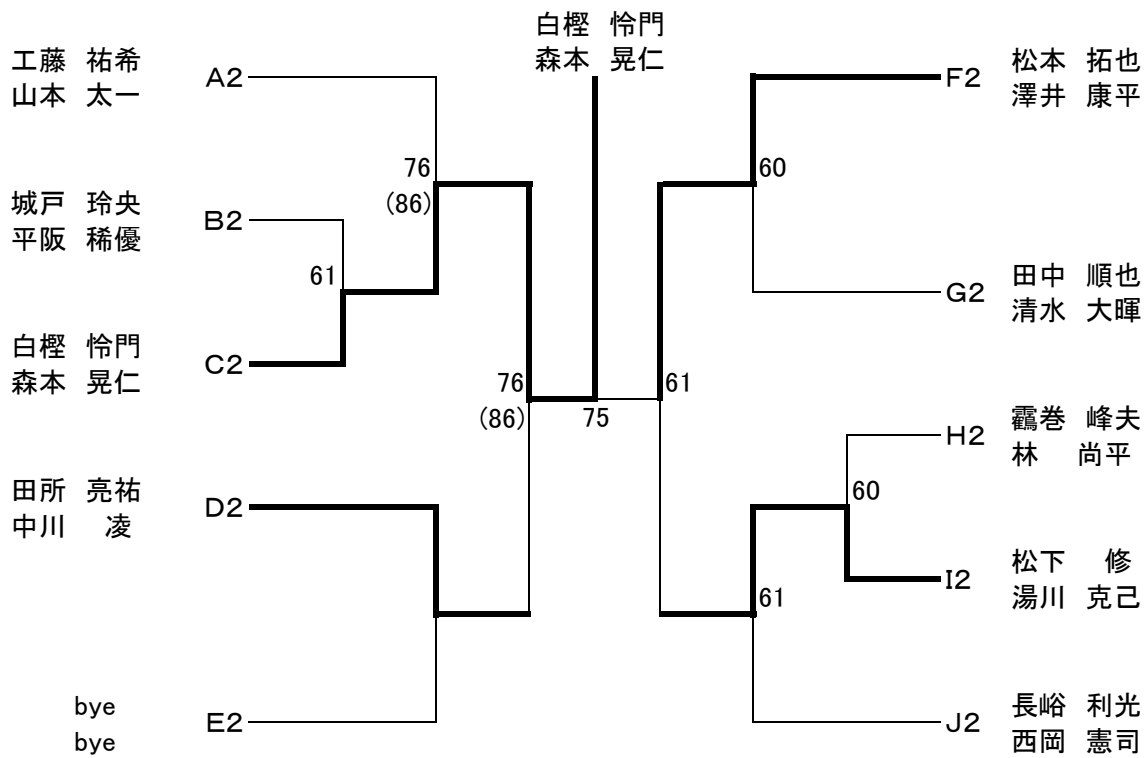 白樫 怜門
森本 晃仁
工藤 祐希
山本 太一
A2
76
(86)
城戸 玲央
平阪 稀優
B2
61
白樫 怜門
森本 晃仁
C2
76
(86)
75
田所 亮祐
中川 凌
D2
bye
bye
E2
松本 拓也
澤井 康平
F2
60
田中 順也
清水 大暉
G2
61
靍巻 峰夫
林 尚平
H2
60
松下 修
湯川 克己
I2
61
長峪 利光
西岡 憲司
J2